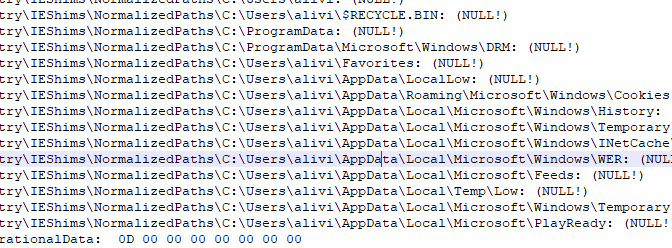 try\IEShims\NormalizedPaths\C:\Users\alivi: (NULL!)
try\IEShims\NormalizedPaths\C:\Users\alivi\$RECYCLE.BIN: (NULL!)
try\IEShims\NormalizedPaths\C:\ProgramData: (NULL!)
try\IEShims\NormalizedPaths\C:\ProgramData\Microsoft\Windows\DRM: (NULL!)
try\IEShims\NormalizedPaths\C:\Users\alivi\Favorites: (NULL!)
try\IEShims\NormalizedPaths\C:\Users\alivi\AppData\LocalLow: (NULL!)
try\IEShims\NormalizedPaths\C:\Users\alivi\AppData\Roaming\Microsoft\Windows\Cookies
try\IEShims\NormalizedPaths\C:\Users\alivi\AppData\Local\Microsoft\Windows\History:
try\IEShims\NormalizedPaths\C:\Users\alivi\AppData\Local\Microsoft\Windows\Temporary
try\IEShims\NormalizedPaths\C:\Users\alivi\AppData\Local\Microsoft\Windows\INetCache\
try\IEShims\NormalizedPaths\C:\Users\alivi\AppData\Local\Microsoft\Windows\WER: (NULL
try\IEShims\NormalizedPaths\C:\Users\alivi\AppData\Local\Microsoft\Feeds: (NULL!)
try\IEShims\NormalizedPaths\C:\Users\alivi\AppData\Local\Temp\Low: (NULL!)
try\IEShims\NormalizedPaths\C:\Users\alivi\AppData\Local\Microsoft\Windows\Temporary
try\IEShims\NormalizedPaths\C:\Users\alivi\AppData\Local\Microsoft\PlayReady: (NULL!
rationalData: 0D 00 00 00 00 00 00 00